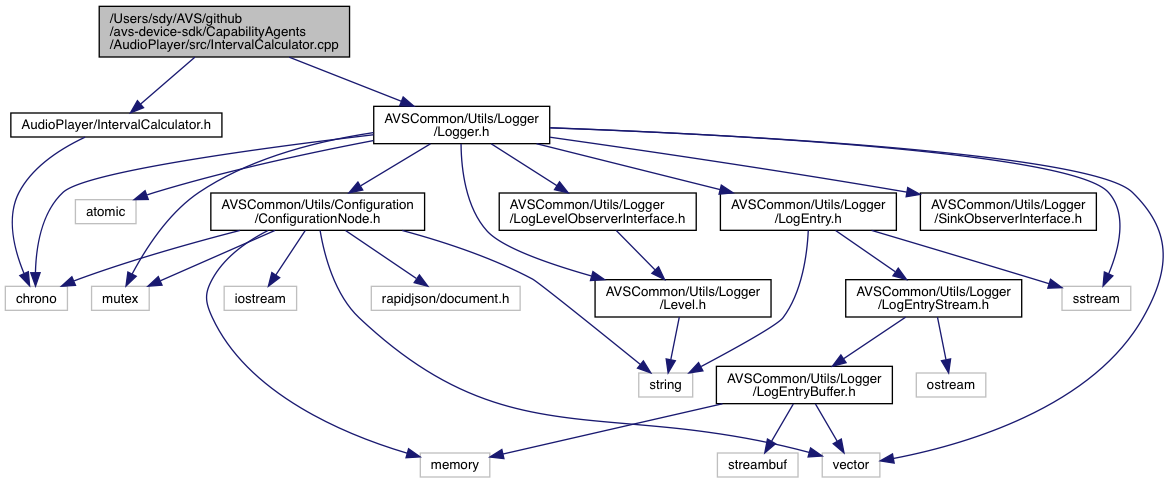 /Users/sdy/AVS/github
/avs-device-sdk/CapabilityAgents
/AudioPlayer/src/IntervalCalculator.cpp
AudioPlayer/IntervalCalculator.h
AVSCommon/Utils/Logger
/Logger.h
atomic
AVSCommon/Utils/Configuration
/ConfigurationNode.h
AVSCommon/Utils/Logger
/LogLevelObserverInterface.h
AVSCommon/Utils/Logger
/LogEntry.h
AVSCommon/Utils/Logger
/SinkObserverInterface.h
chrono
mutex
iostream
rapidjson/document.h
AVSCommon/Utils/Logger
/Level.h
AVSCommon/Utils/Logger
/LogEntryStream.h
sstream
string
AVSCommon/Utils/Logger
/LogEntryBuffer.h
ostream
memory
streambuf
vector